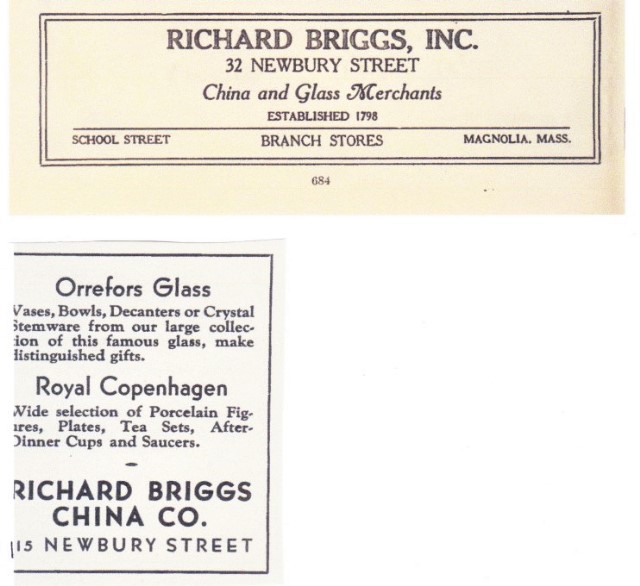 RICHARD BRIGGS, INC.
32 NEWBURY STREET
China and Glass Merchants
ESTABLISHED 1798
SCHOOL STREET BRANCH STORES MAGNOLIA, MASS.
684
Orrefors Glass
Vases, Bowls, Decanters or Crystal
Stemware from our large collec-
ion of this famous glass, make
distinguished gifts.
Royal Copenhagen
Wide selection of Porcelain Fig-
ures, Plates, Tea Sets, After-
Dinner Cups and Saucers.
RICHARD BRIGGS
CHINA CO.
115 NEWBURY STREET